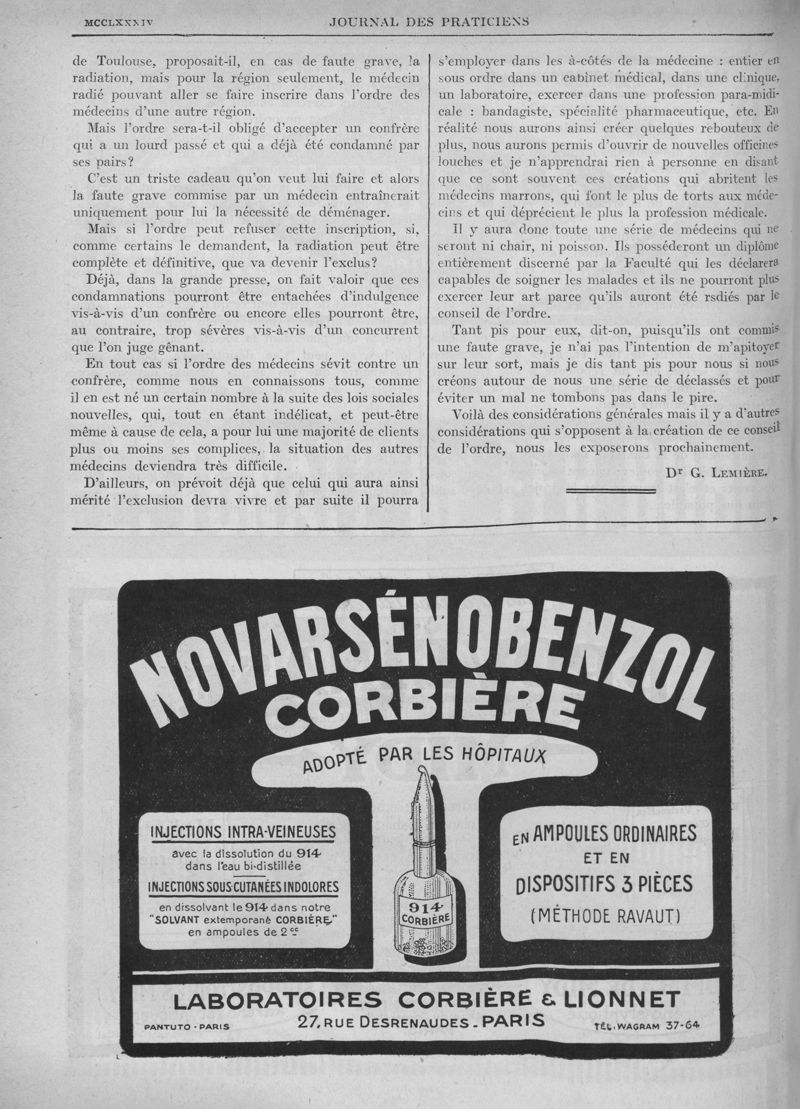 MCCLXXXIV
JOURNAL DES PRATICIENS
de Toulouse, proposait-il, en cas de faute grave, la
radiation, mais pour la région seulement, le médecin
radié pouvant aller se faire inscrire dans l'ordre des
médecins d'une autre région.
Mais l'ordre sera-t-il obligé d'accepter un confrère
qui a un lourd passé et qui a déjà été condamné par
ses pairs?
C'est un triste cadeau qu'on veut lui faire et alors
la faute grave commise par un médecin entraînerait
uniquement pour lui la nécessité de déménager.
Mais si l'ordre peut refuser cette inscription, si,
comme certains le demandent, la radiation peut être
complète et définitive, que va devenir l'exclus?
Déjà, dans la grande presse, on fait valoir que ces
condamnations pourront être entachées d'indulgence
vis-à-vis d'un confrère ou encore elles pourront être,
au contraire, trop sévères vis-à-vis d'un concurrent
que l'on juge gênant.
En tout cas si l'ordre des médecins sévit contre un
confrère, comme nous en connaissons tous, comme
il en est né un certain nombre à la suite des lois sociales
nouvelles, qui, tout en étant indélicat, et peut-être
même à cause de cela, a pour lui une majorité de clients
plus ou moins ses complices, la situation des autres
médecins deviendra très difficile.
D'ailleurs, on prévoit déjà que celui qui aura ainsi
mérité l'exclusion devra vivre et par suite il pourra
s'employer dans les à-côtés de la médecine : entier en
sous ordre dans un cabinet médical, dans une clinique,
un laboratoire, exercer dans une profession para-midi-
cale : bandagiste, spécialité pharmaceutique, etc. En
réalité nous aurons ainsi créer quelques rebouteux de
plus, nous aurons permis d'ouvrir de nouvelles officines
louches et je n'apprendrai rien à personne en disant
que ce sont souvent ces créations qui abritent les
médecins marrons, qui font le plus de torts aux méde-
cins et qui déprécient le plus la profession médicale.
Il y aura donc toute une série de médecins qui ne
seront ni chair, ni poisson. Ils posséderont un diplôme
entièrement discerné par la Faculté qui les déclarera
capables de soigner les malades et ils ne pourront plus
exercer leur art parce qu'ils auront été rsdiés par le
conseil de l'ordre.
Tant pis pour eux, dit-on, puisqu'ils ont commis
une faute grave, je n'ai pas l'intention de m'apitoyer
sur leur sort, mais je dis tant pis pour nous si nous
créons autour de nous une série de déclassés et pour
éviter un mal ne tombons pas dans le pire.
Voilà des considérations générales mais il y a d'autres
considérations qui s'opposent à la création de ce conseil
de l'ordre, nous les exposerons prochainement.
Dr G. LEMIÈRE.
NOVARSÉNOBENZOL
CORBIÈRE
ADOPTÉ PAR LES HÔPITAUX
INJECTIONS INTRA-VEINEUSES
avec la dissolution du 914
dans l'eau bi-distillée
INJECTIONS SOUS-CUTANÉES INDOLORES
en dissolvant le 914 dans notre
"SOLVANT extemporané CORBIÈRE"
en ampoules de 2cc
914
CORBIÈRE
EN AMPOULES ORDINAIRES
ET EN
DISPOSITIFS 3 PIÈCES
(MÉTHODE RAVAUT)
LABORATOIRES CORBIÈRE & LIONNET
PANTUTO - PARIS
27, RUE DESRENAUDES - PARIS
TÉL. WAGRAM 37-64